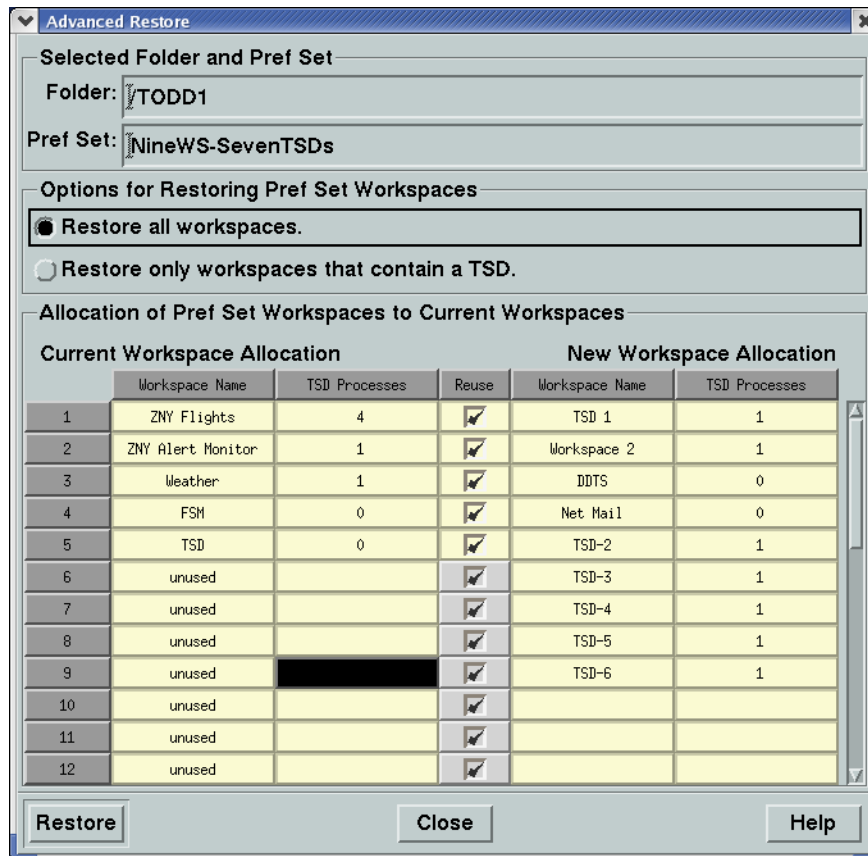 Advanced Restore
Selected Folder and Pref Set
Folder: /TODD1
Pref Set: NineWS-SevenTSDs
Options for Restoring Pref Set Workspaces
Restore all workspaces.
Restore only workspaces that contain a TSD.
Allocation of Pref Set Workspaces to Current Workspaces
Current Workspace Allocation New Workspace Allocation
Workspace Name TSD Processes Reuse Workspace Name TSD Processes
1 ZNY Flights 4 TSD 1 1
2 ZNY Alert Monitor 1 Workspace 2 1
3 Weather 1 DDTS 0
4 FSM 0 Net Mail 0
5 TSD 0 TSD-2 1
6 unused TSD-3 1
7 unused TSD-4 1
8 unused TSD-5 1
9 unused TSD-6 1
10 unused
11 unused
12 unused
Restore Close Help